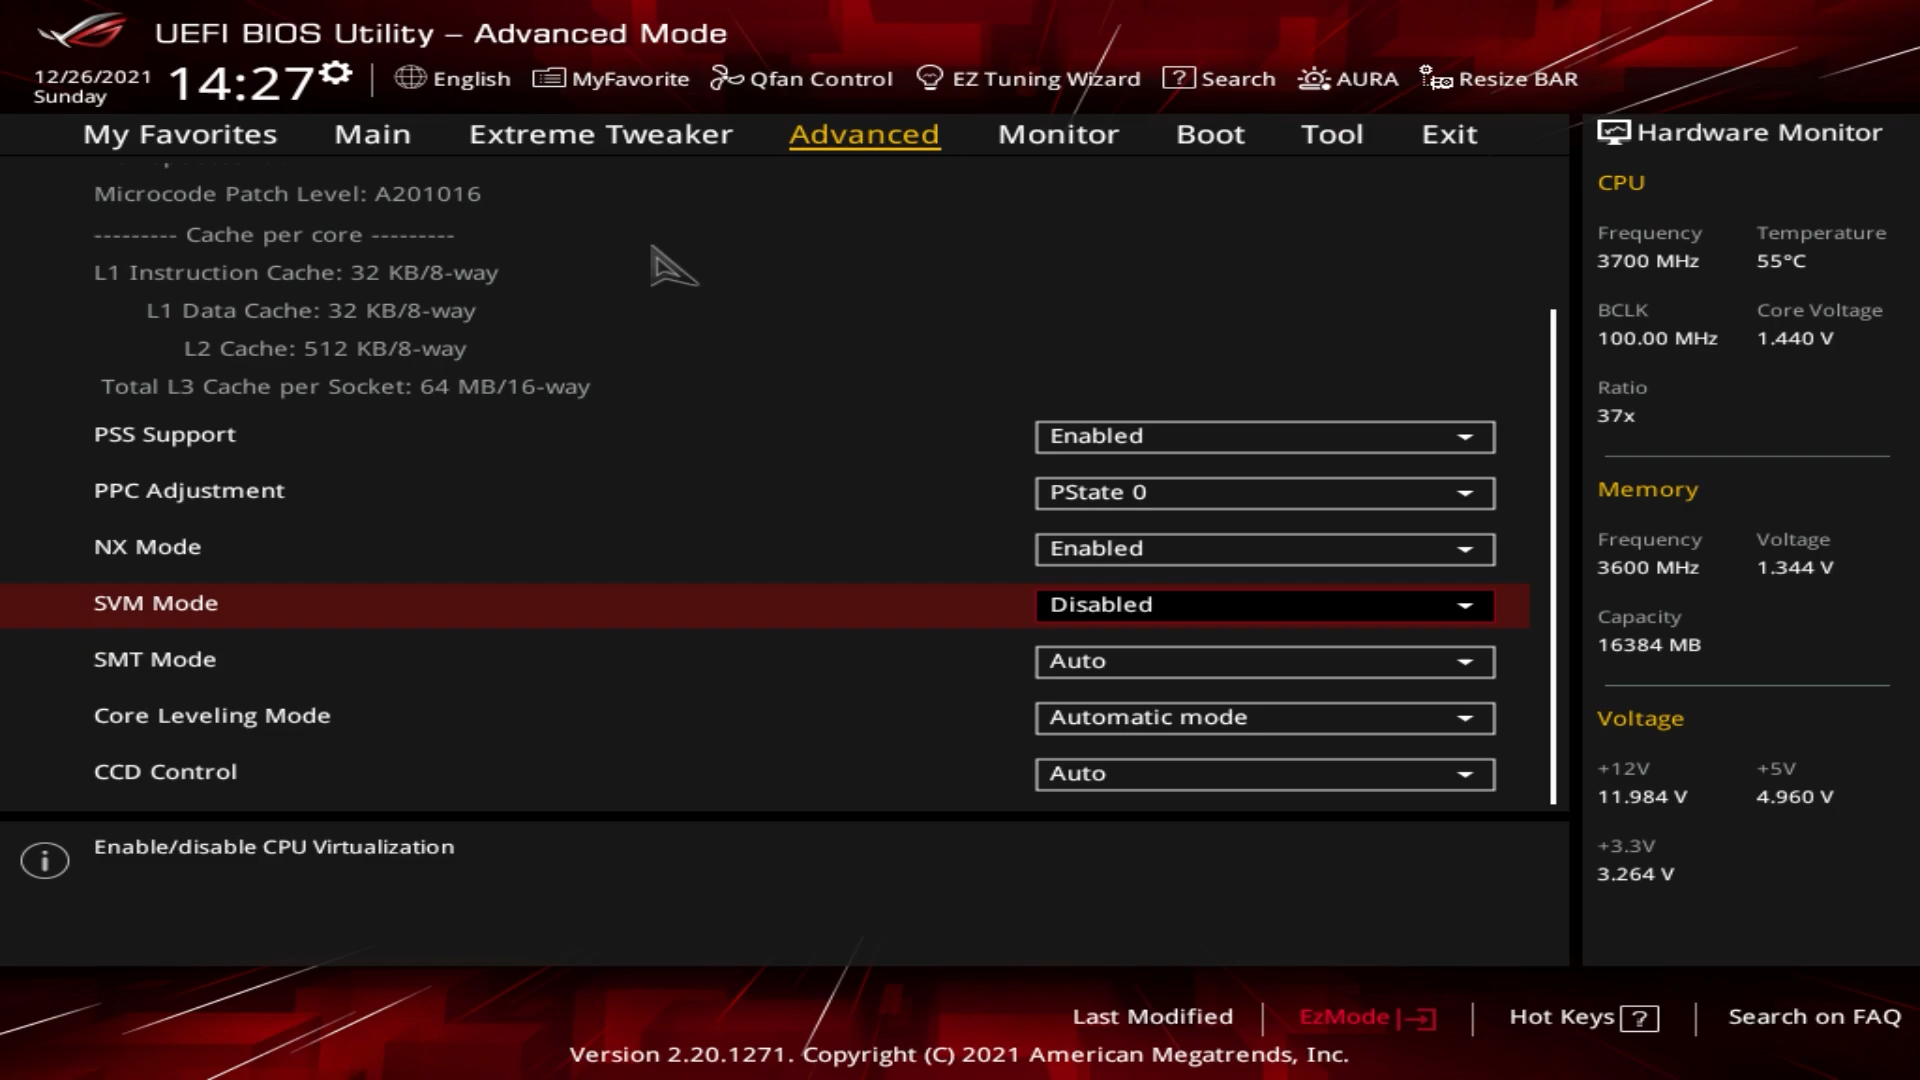 UEFI BIOS Utility – Advanced Mode
12/26/2021
Sunday
14:27
English
MyFavorite
Qfan Control
EZ Tuning Wizard
? Search
AURA
Resize BAR
My Favorites
Main
Extreme Tweaker
Advanced
Monitor
Boot
Tool
Exit
Microcode Patch Level: A201016
--------- Cache per core ---------
L1 Instruction Cache: 32 KB/8-way
L1 Data Cache: 32 KB/8-way
L2 Cache: 512 KB/8-way
Total L3 Cache per Socket: 64 MB/16-way
PSS Support Enabled
PPC Adjustment PState 0
NX Mode Enabled
SVM Mode Disabled
SMT Mode Auto
Core Leveling Mode Automatic mode
CCD Control Auto
i Enable/disable CPU Virtualization
Hardware Monitor
CPU
Frequency Temperature
3700 MHz 55°C
BCLK Core Voltage
100.00 MHz 1.440 V
Ratio
37x
Memory
Frequency Voltage
3600 MHz 1.344 V
Capacity
16384 MB
Voltage
+12V +5V
11.984 V 4.960 V
+3.3V
3.264 V
Last Modified
EzMode
Hot Keys ?
Search on FAQ
Version 2.20.1271. Copyright (C) 2021 American Megatrends, Inc.